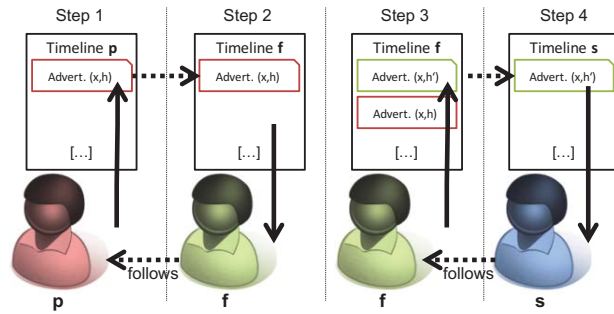 Step 1
Step 2
Step 3
Step 4
Timeline p
Timeline f
Timeline f
Timeline s
Advert. (x,h)
Advert. (x,h)
Advert. (x,h')
Advert. (x,h')
Advert. (x,h)
[...]
[...]
[...]
[...]
follows
follows
p
f
f
s